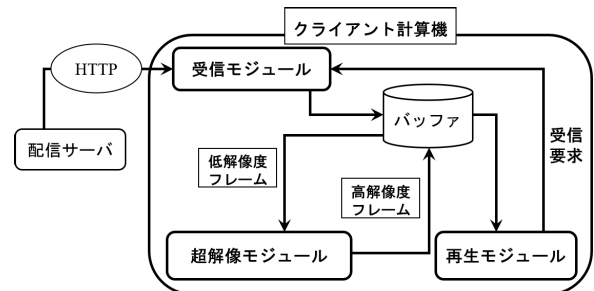 クライアント計算機
HTTP
受信モジュール
バッファ
配信サーバ
受信
要求
低解像度
フレーム
高解像度
フレーム
超解像モジュール
再生モジュール